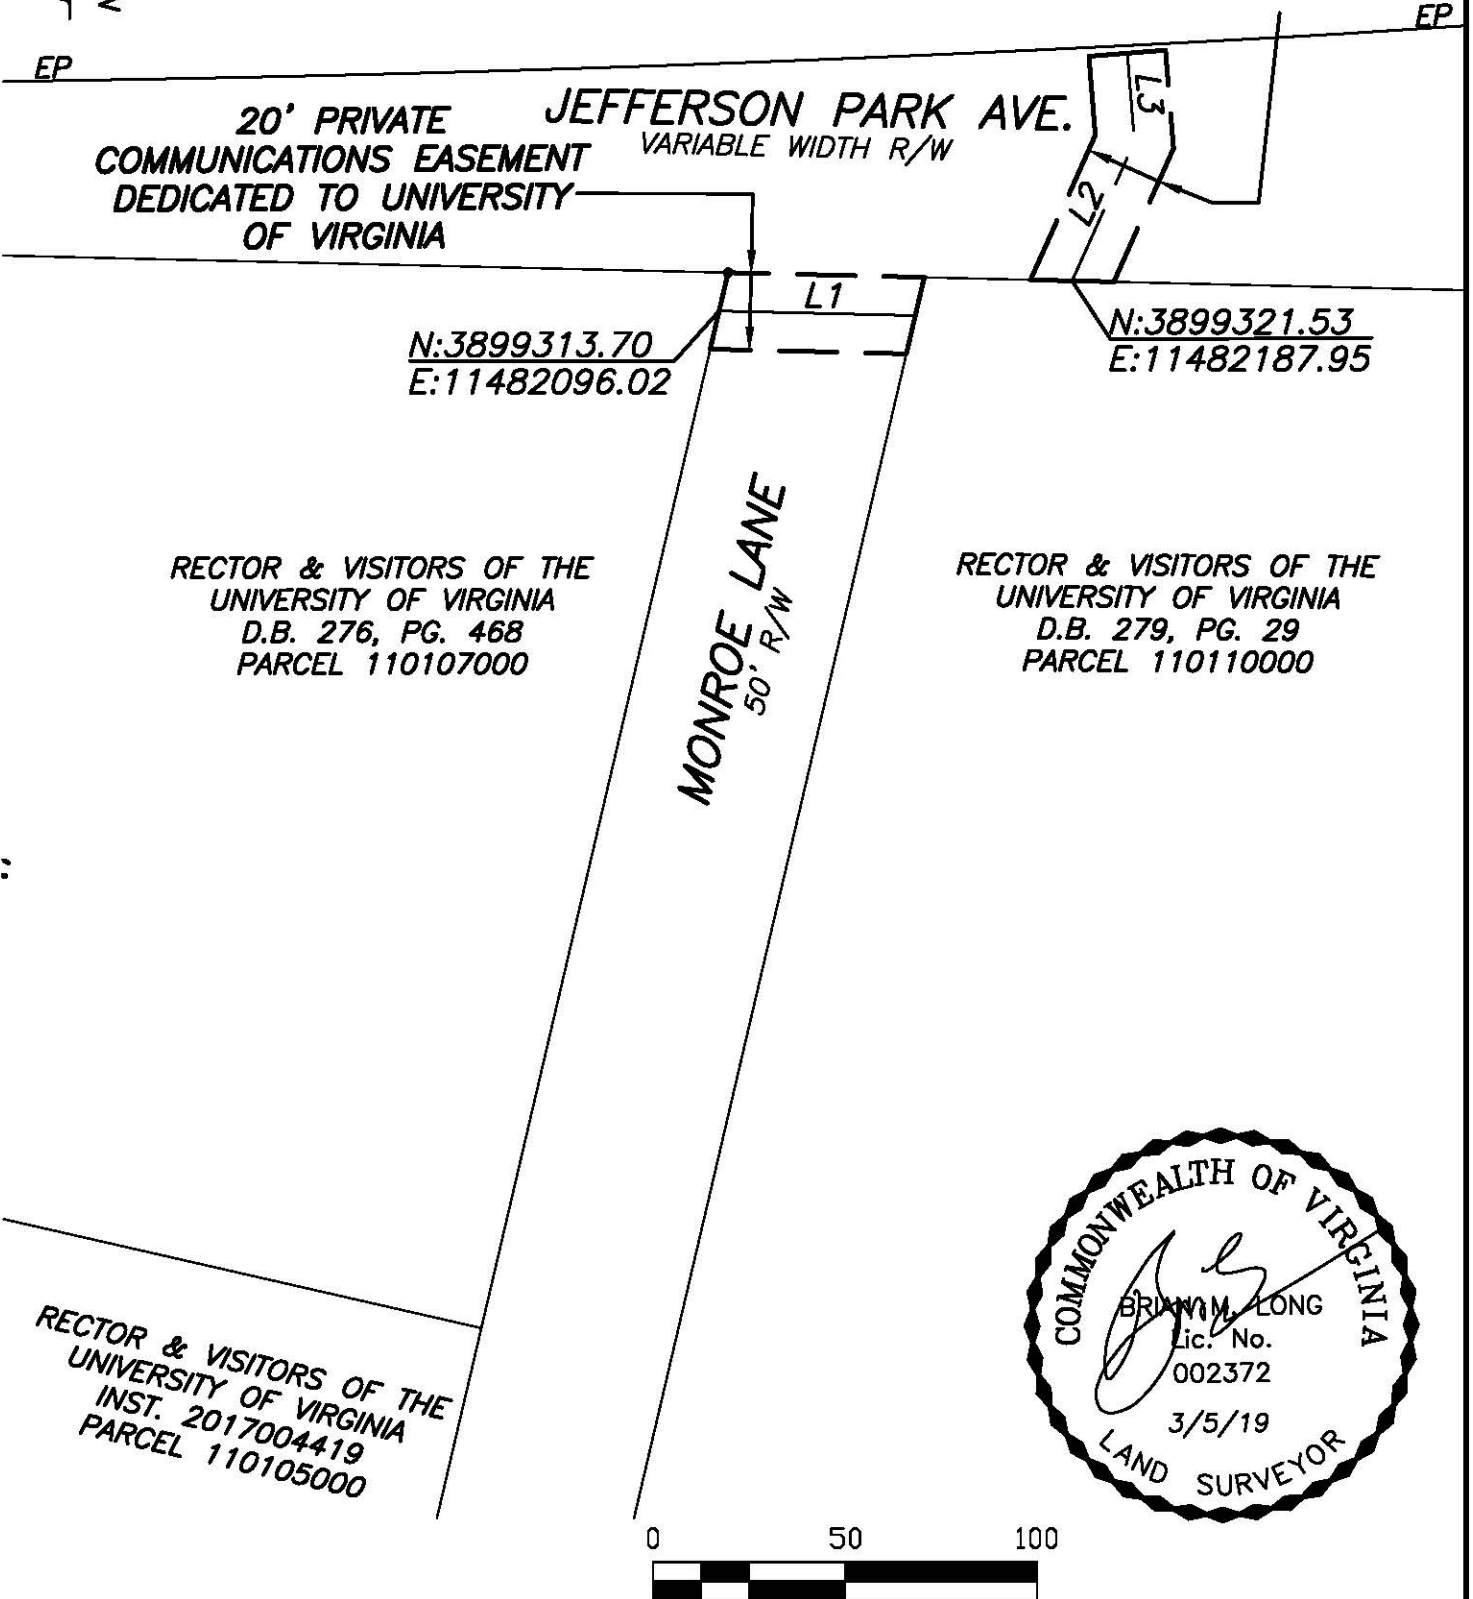 EP
EP
20' PRIVATE
COMMUNICATIONS EASEMENT
DEDICATED TO UNIVERSITY
OF VIRGINIA
JEFFERSON PARK AVE.
VARIABLE WIDTH R/W
L3
L2
L1
N:3899313.70
E:11482096.02
N:3899321.53
E:11482187.95
RECTOR & VISITORS OF THE
UNIVERSITY OF VIRGINIA
D.B. 276, PG. 468
PARCEL 110107000
MONROE LANE
50' R/W
RECTOR & VISITORS OF THE
UNIVERSITY OF VIRGINIA
D.B. 279, PG. 29
PARCEL 110110000
RECTOR & VISITORS OF THE
UNIVERSITY OF VIRGINIA
INST. 2017004419
PARCEL 110105000
COMMONWEALTH OF VIRGINIA
BRIAN M. LONG
Lic. No.
002372
3/5/19
LAND SURVEYOR
0 50 100